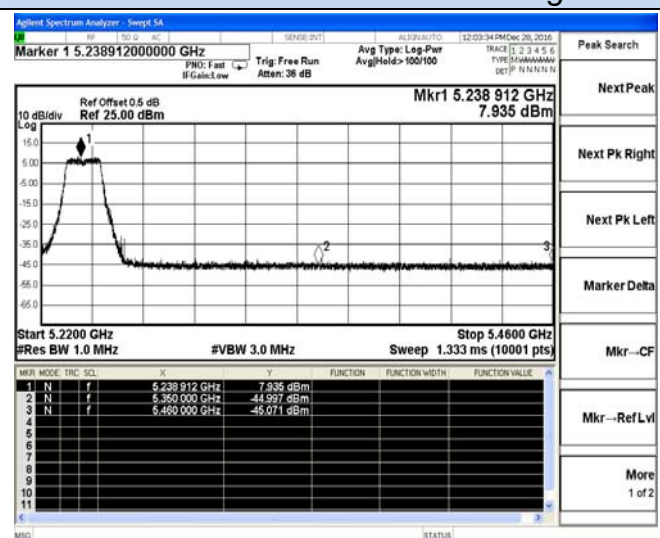 Agilent Spectrum Analyzer - Swept SA
RF 50 Ω AC SENSE:INT ALIGN AUTO 12:03:34 PM Dec 28, 2016
Marker 1 5.238912000000 GHz
PNO: Fast
IFGain:Low
Trig: Free Run
Atten: 36 dB
Avg Type: Log-Pwr
Avg|Hold:> 100/100
TRACE 1 2 3 4 5 6
TYPE
DET P N N N N N
Peak Search
Ref Offset 0.5 dB
10 dB/div Ref 25.00 dBm
Log
Mkr1 5.238 912 GHz
7.935 dBm
15.0
5.00
-5.00
-15.0
-25.0
-35.0
-45.0
-55.0
-65.0
1
2
3
Start 5.2200 GHz
Stop 5.4600 GHz
#Res BW 1.0 MHz
#VBW 3.0 MHz
Sweep 1.333 ms (10001 pts)
MKR MODE TRC SCL X Y FUNCTION FUNCTION WIDTH FUNCTION VALUE
1 N f 5.238 912 GHz 7.935 dBm
2 N f 5.350 000 GHz -44.997 dBm
3 N f 5.460 000 GHz -45.071 dBm
4
5
6
7
8
9
10
11
Next Peak
Next Pk Right
Next Pk Left
Marker Delta
Mkr→CF
Mkr→Ref Lvl
More
1 of 2
MSG STATUS